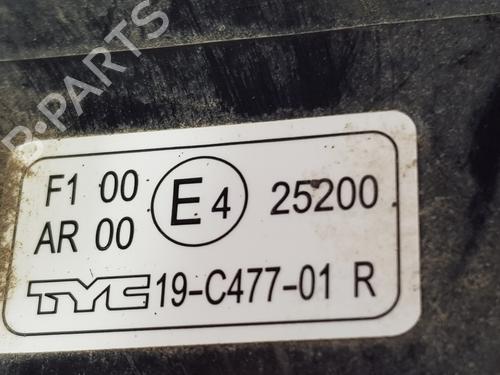 B-PARTS
F1 00 E4 25200
AR 00
TYC 19-C477-01 R